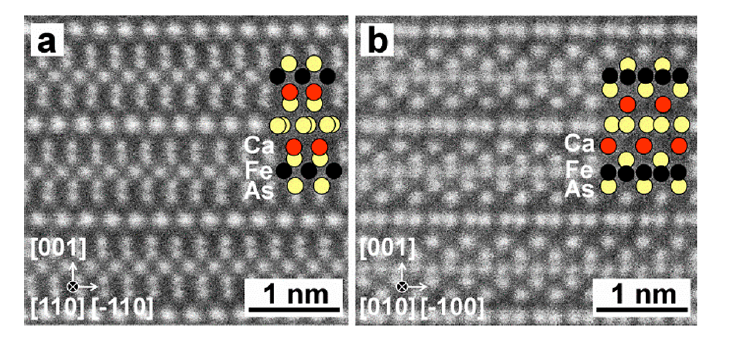 a
Ca
Fe
As
[001]
[110] [-110]
1 nm
b
Ca
Fe
As
[001]
[010] [-100]
1 nm